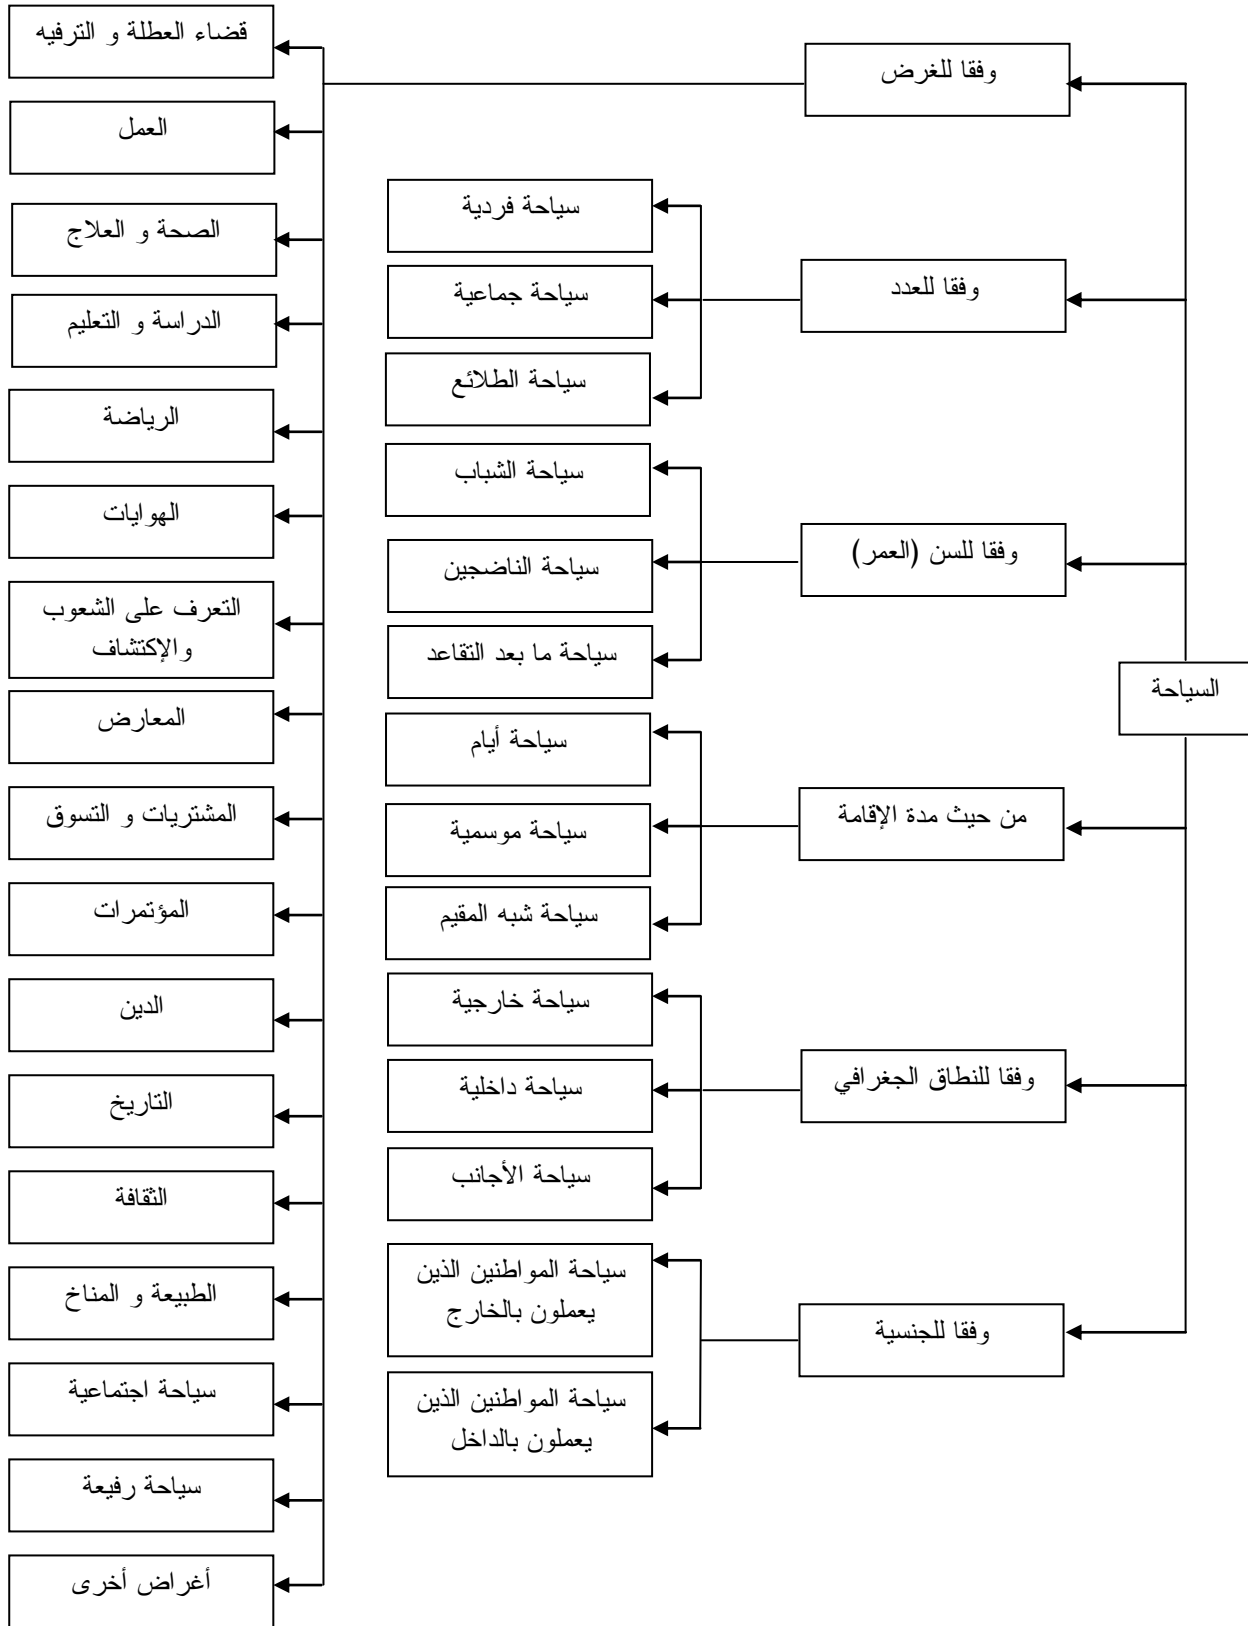 السياحة
وفقا للغرض
قضاء العطلة و الترفيه
العمل
الصحة و العلاج
الدراسة و التعليم
الرياضة
الهوايات
التعرف على الشعوب
والإكتشاف
المعارض
المشتريات و التسوق
المؤتمرات
الدين
التاريخ
الثقافة
الطبيعة و المناخ
سياحة اجتماعية
سياحة رفيعة
أغراض أخرى
وفقا للعدد
سياحة فردية
سياحة جماعية
سياحة الطلائع
وفقا للسن (العمر)
سياحة الشباب
سياحة الناضجين
سياحة ما بعد التقاعد
من حيث مدة الإقامة
سياحة أيام
سياحة موسمية
سياحة شبه المقيم
وفقا للنطاق الجغرافي
سياحة خارجية
سياحة داخلية
سياحة الأجانب
وفقا للجنسية
سياحة المواطنين الذين
يعملون بالخارج
سياحة المواطنين الذين
يعملون بالداخل